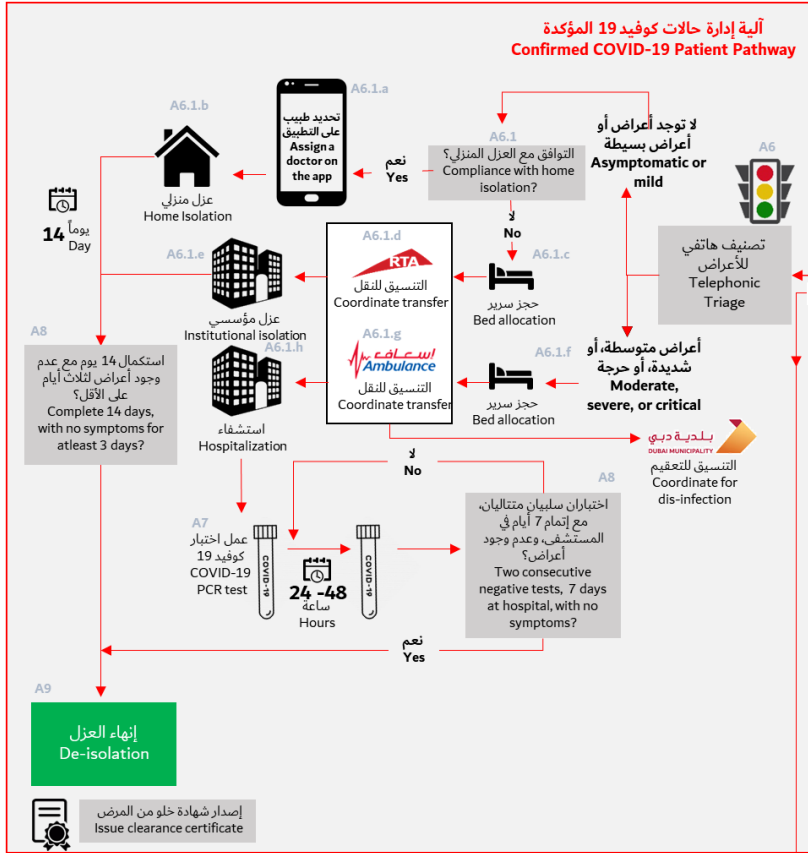 آلية إدارة حالات كوفيد 19 المؤكدة
Confirmed COVID-19 Patient Pathway
A6
تصنيف هاتفي
للأعراض
Telephonic
Triage
لا توجد أعراض أو
أعراض بسيطة
Asymptomatic or
mild
A6.1
التوافق مع العزل المنزلي؟
Compliance with home
isolation?
نعم
Yes
A6.1.a
تحديد طبيب
على التطبيق
Assign a
doctor on
the app
A6.1.b
عزل منزلي
Home Isolation
14 يوماً
Day
لا
No
A6.1.c
حجز سرير
Bed allocation
A6.1.d
RTA
التنسيق للنقل
Coordinate transfer
A6.1.e
عزل مؤسسي
Institutional isolation
أعراض متوسطة، أو
شديدة، أو حرجة
Moderate,
severe, or critical
A6.1.f
حجز سرير
Bed allocation
A6.1.g
اسعاف
Ambulance
التنسيق للنقل
Coordinate transfer
A6.1.h
استشفاء
Hospitalization
بلدية دبي
DUBAI MUNICIPALITY
التنسيق للتعقيم
Coordinate for
dis-infection
A8
استكمال 14 يوم مع عدم
وجود أعراض لثلاث أيام
على الأقل؟
Complete 14 days,
with no symptoms for
atleast 3 days?
A7
عمل اختبار
كوفيد 19
COVID-19
PCR test
COVID-19
24 -48
ساعة
Hours
COVID-19
لا
No
A8
اختباران سلبيان متتاليان،
مع إتمام 7 أيام في
المستشفى، وعدم وجود
أعراض؟
Two consecutive
negative tests, 7 days
at hospital, with no
symptoms?
نعم
Yes
A9
إنهاء العزل
De-isolation
إصدار شهادة خلو من المرض
Issue clearance certificate